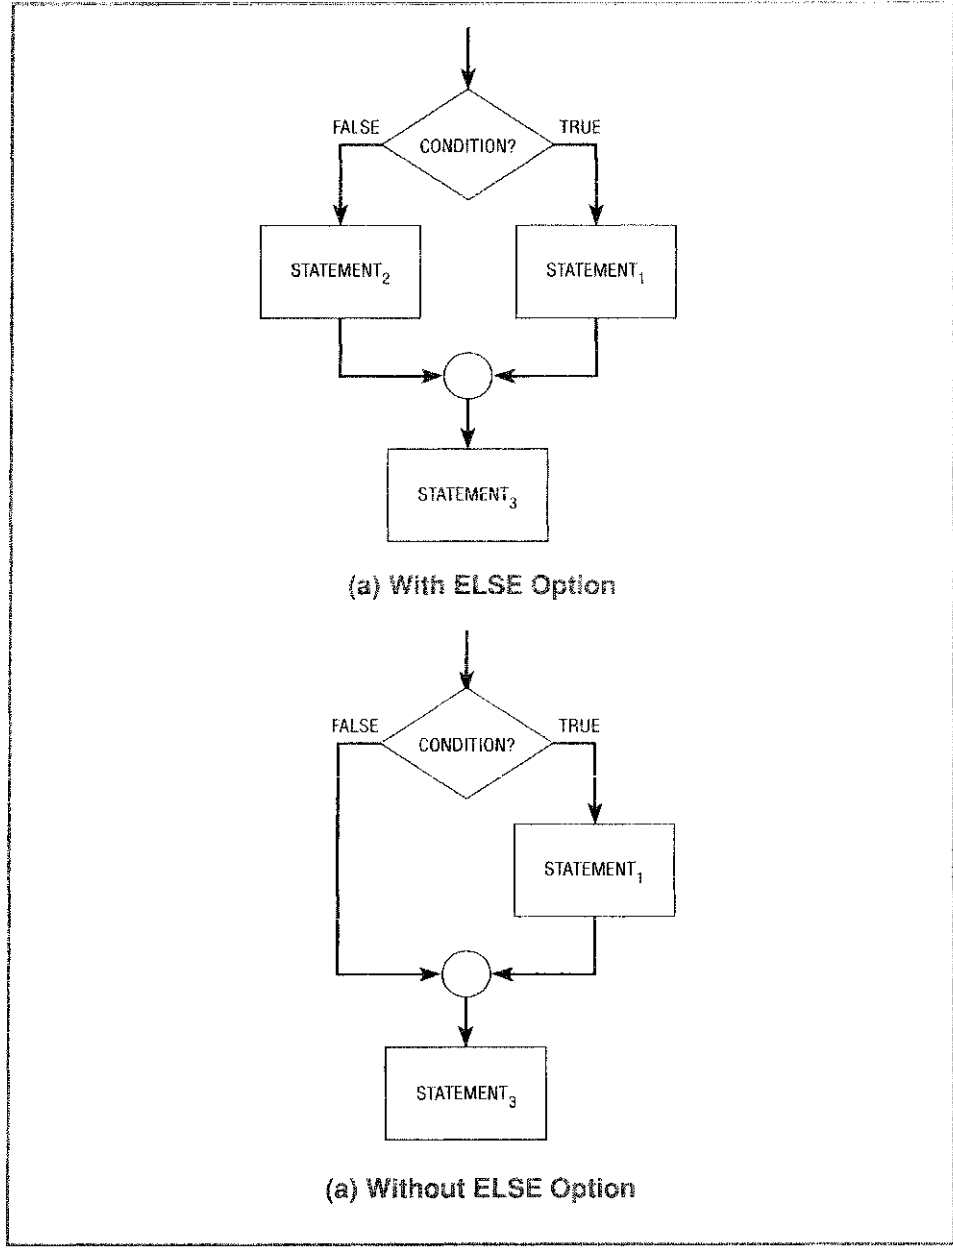 FALSE
TRUE
CONDITION?
STATEMENT2
STATEMENT1
STATEMENT3
(a) With ELSE Option
FALSE
TRUE
CONDITION?
STATEMENT1
STATEMENT3
(a) Without ELSE Option